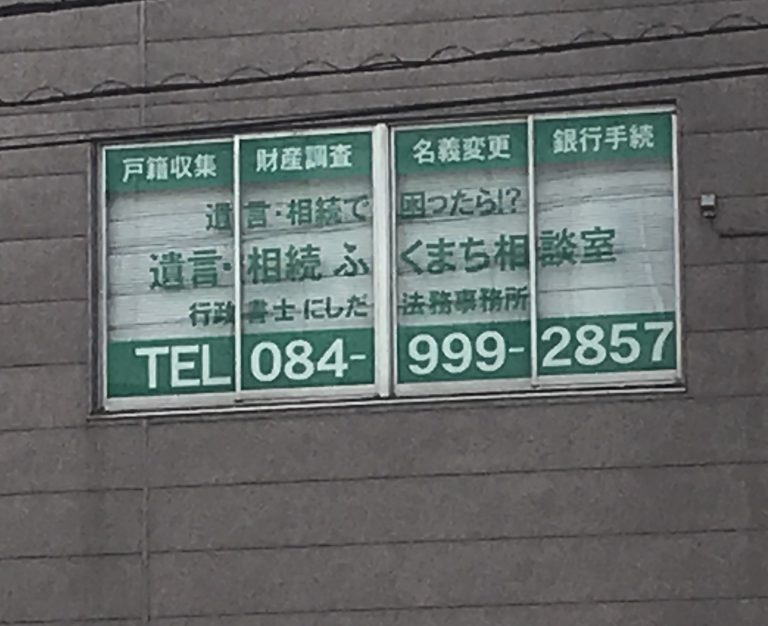 戸籍収集 財産調査 名義変更 銀行手続
遺言・相続で困ったら!?
遺言・相続 ふくまち相談室
行政書士にしだ法務事務所
TEL 084-999-2857